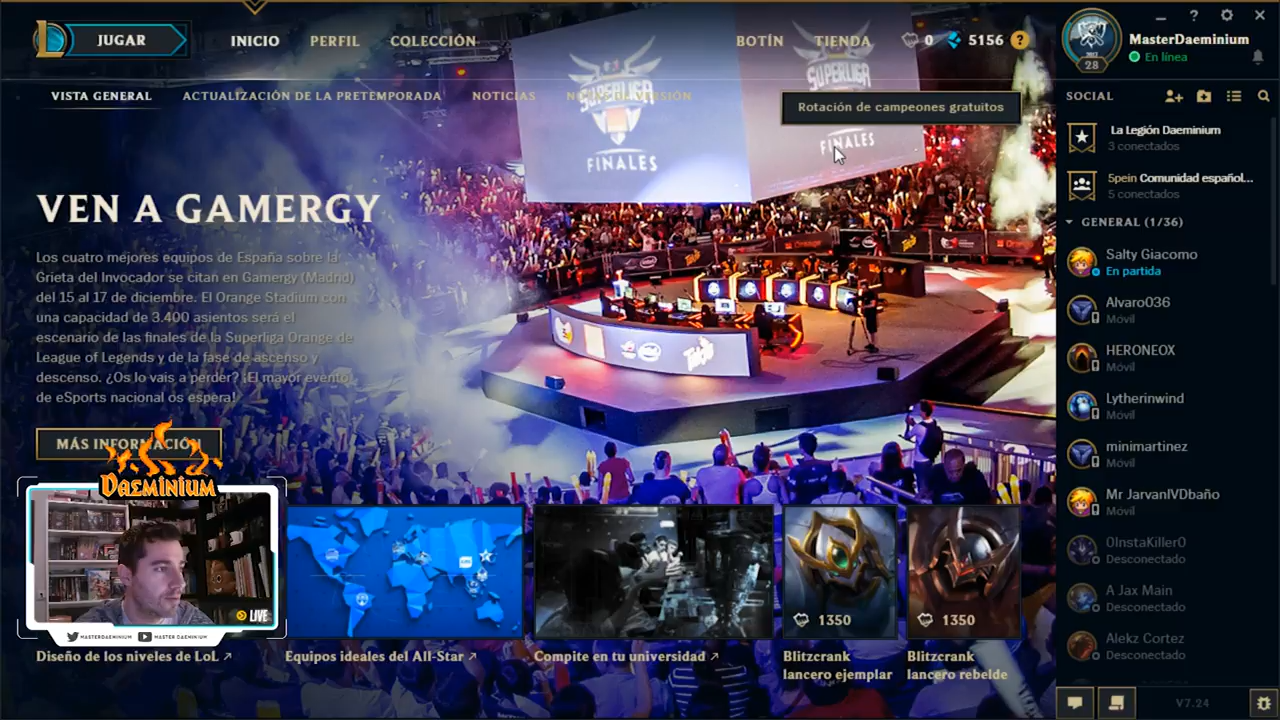 JUGAR
INICIO
PERFIL
COLECCIÓN
BOTÍN
TIENDA
0
5156
?
?
MasterDaeminium
En línea
28
VISTA GENERAL
ACTUALIZACIÓN DE LA PRETEMPORADA
NOTICIAS
Rotación de campeones gratuitos
SUPERLIGA
FINALES
SUPERLIGA
FINALES
SOCIAL
La Legión Daeminium
3 conectados
5pein Comunidad español...
5 conectados
GENERAL (1/36)
Salty Giacomo
En partida
Alvaro036
Móvil
HERONEOX
Móvil
Lytherinwind
Móvil
minimartinez
Móvil
Mr JarvanIVDbaño
Móvil
0InstaKiller0
Desconectado
A Jax Main
Desconectado
Alekz Cortez
Desconectado
V7.24
VEN A GAMERGY
Los cuatro mejores equipos de España sobre la
Grieta del Invocador se citan en Gamergy (Madrid)
del 15 al 17 de diciembre. El Orange Stadium con
una capacidad de 3.400 asientos será el
escenario de las finales de la Superliga Orange de
League of Legends y de la fase de ascenso y
descenso. ¿Os lo vais a perder? ¡El mayor evento
de eSports nacional os espera!
MÁS INFORMACIÓN
DAEMINIUM
LIVE
MASTERDAEMINIUM
MASTER DAEMINIUM
1350
1350
Diseño de los niveles de LoL
Equipos ideales del All-Star
Compite en tu universidad
Blitzcrank
lancero ejemplar
Blitzcrank
lancero rebelde